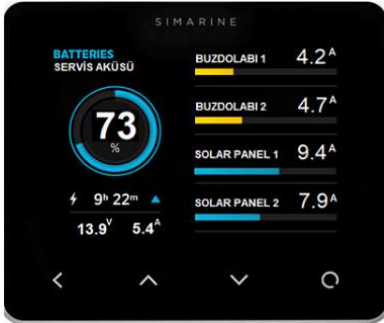 SIMARINE
BATTERIES
SERVİS AKÜSÜ
73
%
9h 22m
13.9V 5.4A
BUZDOLABI 1 4.2A
BUZDOLABI 2 4.7A
SOLAR PANEL 1 9.4A
SOLAR PANEL 2 7.9A